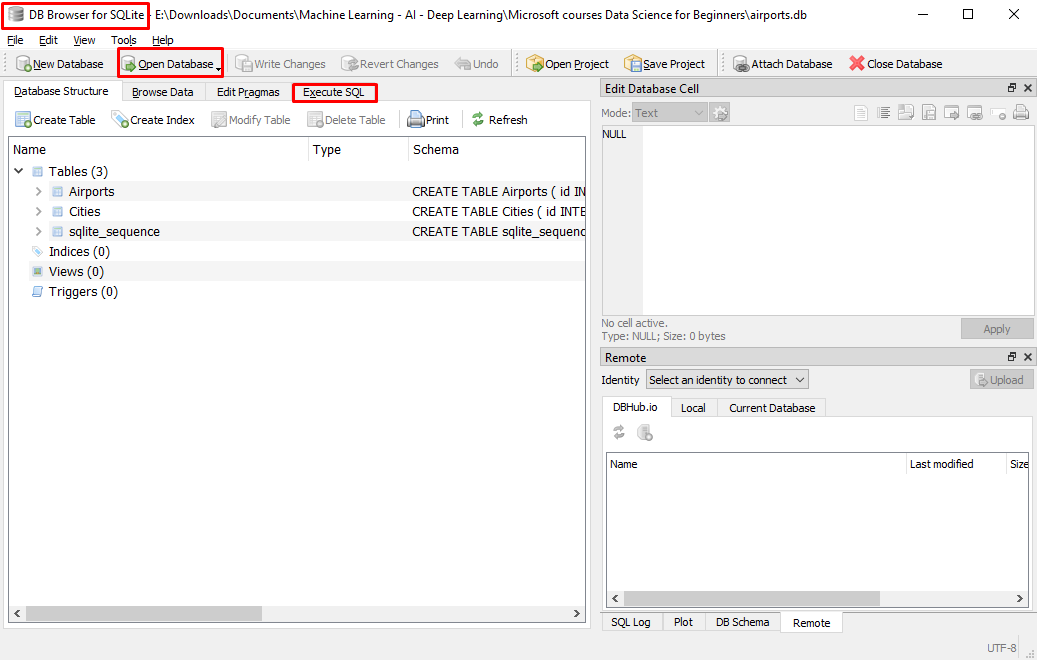 DB Browser for SQLite - E:\Downloads\Documents\Machine Learning - AI - Deep Learning\Microsoft courses Data Science for Beginners\airports.db
File Edit View Tools Help
New Database Open Database Write Changes Revert Changes Undo Open Project Save Project Attach Database Close Database
Database Structure Browse Data Edit Pragmas Execute SQL
Create Table Create Index Modify Table Delete Table Print Refresh
Name Type Schema
Tables (3)
Airports CREATE TABLE Airports ( id IN
Cities CREATE TABLE Cities ( id INTE
sqlite_sequence CREATE TABLE sqlite_sequenc
Indices (0)
Views (0)
Triggers (0)
Edit Database Cell
Mode: Text
NULL
No cell active.
Type: NULL; Size: 0 bytes
Apply
Remote
Identity Select an identity to connect Upload
DBHub.io Local Current Database
Name Last modified Size
SQL Log Plot DB Schema Remote
UTF-8